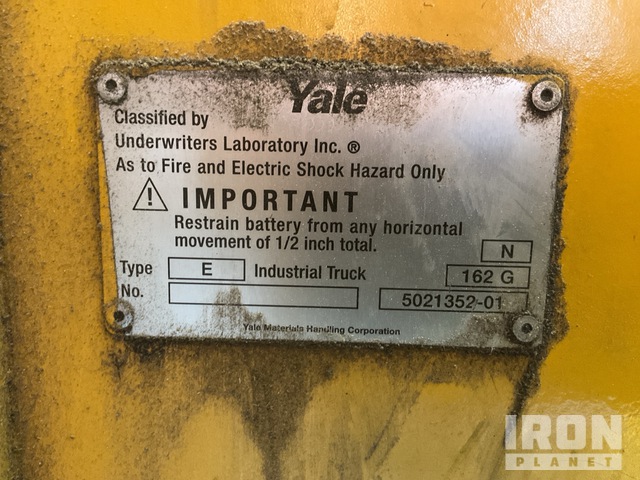 Yale
Classified by
Underwriters Laboratory Inc. ®
As to Fire and Electric Shock Hazard Only
! IMPORTANT
Restrain battery from any horizontal
movement of 1/2 inch total.
N
Type E Industrial Truck 162 G
No. 5021352-01
Yale Materials Handling Corporation
IRON
PLANET